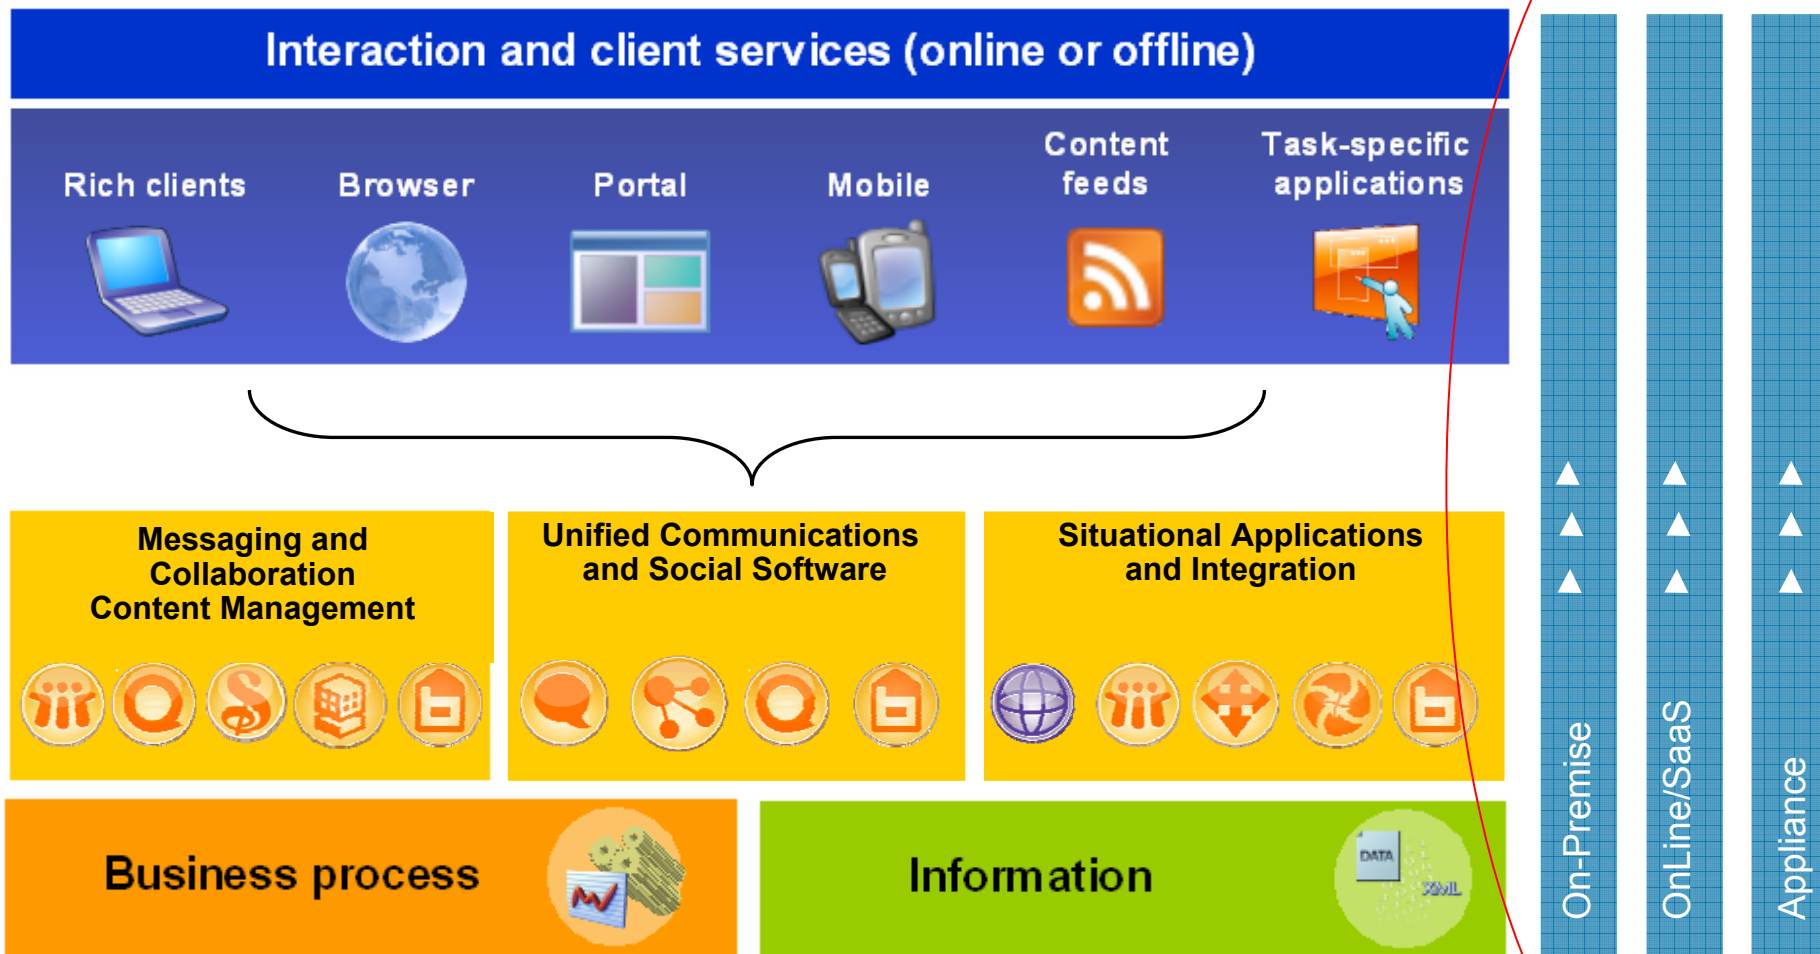 Interaction and client services (online or offline)
Rich clients
Browser
Portal
Mobile
Content
feeds
Task-specific
applications
Messaging and
Collaboration
Content Management
Unified Communications
and Social Software
Situational Applications
and Integration
Business process
Information
DATA
XML
On-Premise
OnLine/SaaS
Appliance